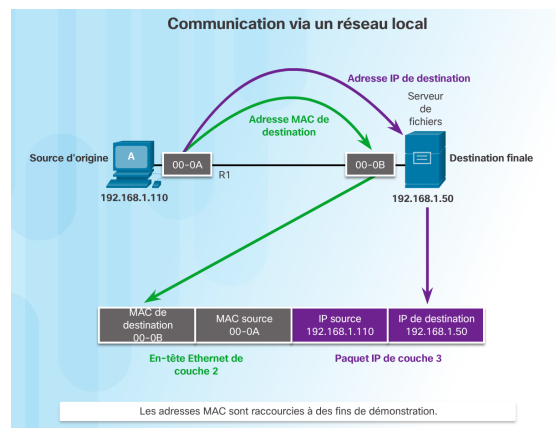 Communication via un réseau local
Adresse IP de destination
Serveur
de
fichiers
Adresse MAC de
destination
Source d'origine
A
00-0A
R1
00-0B
Destination finale
192.168.1.110
192.168.1.50
MAC de
destination
00-0B
MAC source
00-0A
IP source
192.168.1.110
IP de destination
192.168.1.50
En-tête Ethernet de
couche 2
Paquet IP de couche 3
Les adresses MAC sont raccourcies à des fins de démonstration.